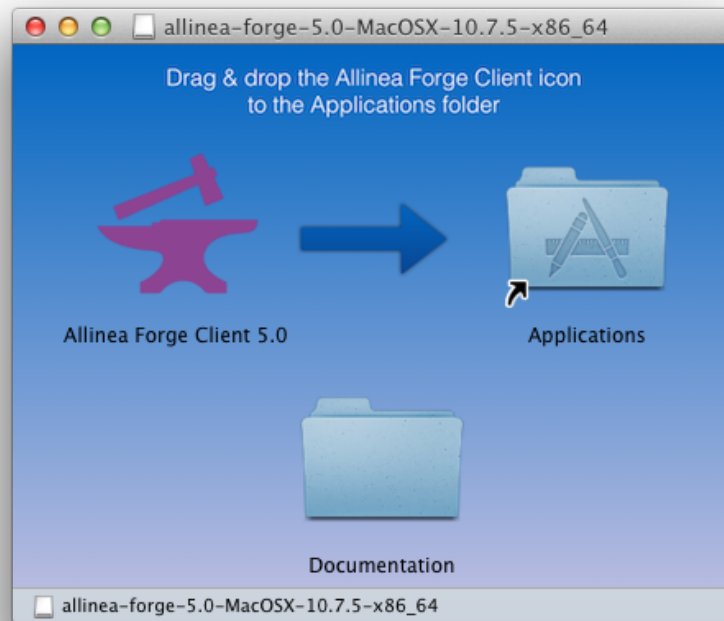 allinea-forge-5.0-MacOSX-10.7.5-x86_64
Drag & drop the Allinea Forge Client icon
to the Applications folder
Allinea Forge Client 5.0
Applications
Documentation
allinea-forge-5.0-MacOSX-10.7.5-x86_64